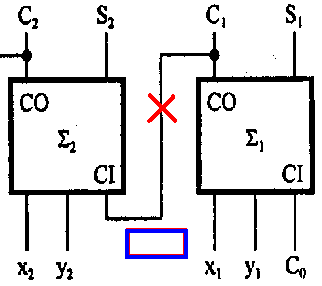 C₂ S₂ C₁ S₁
CO CO
Σ₂ Σ₁
CI CI
x₂ y₂ x₁ y₁ C₀